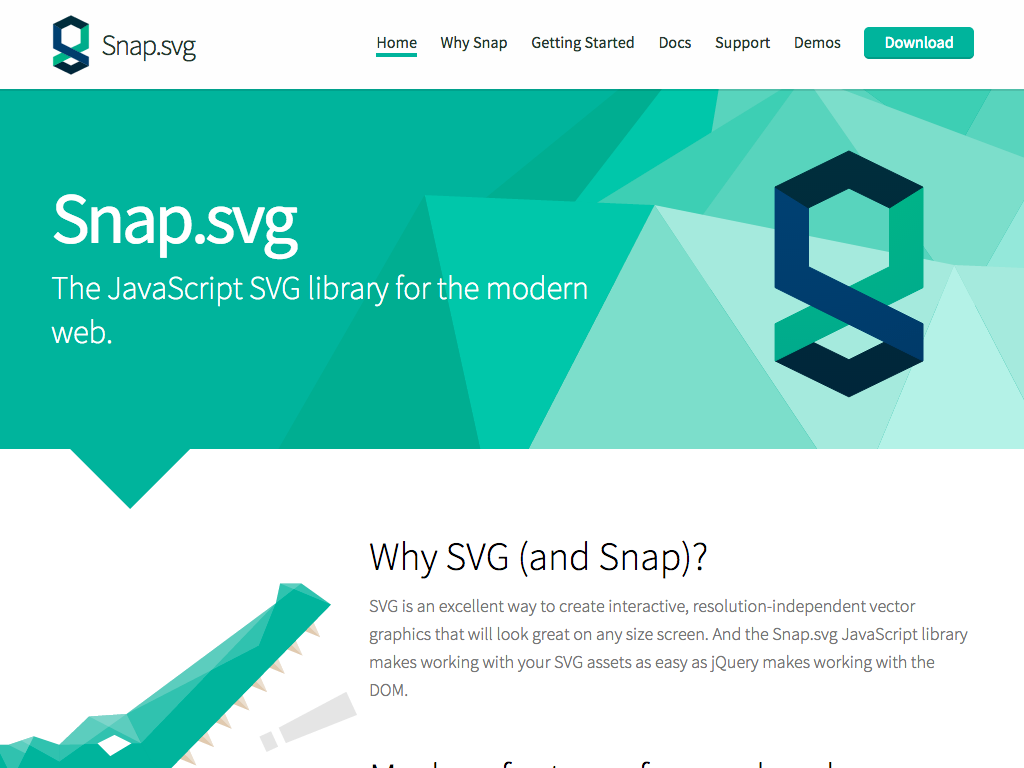 Snap.svg
Home Why Snap Getting Started Docs Support Demos Download
Snap.svg
The JavaScript SVG library for the modern
web.
Why SVG (and Snap)?
SVG is an excellent way to create interactive, resolution-independent vector
graphics that will look great on any size screen. And the Snap.svg JavaScript library
makes working with your SVG assets as easy as jQuery makes working with the
DOM.